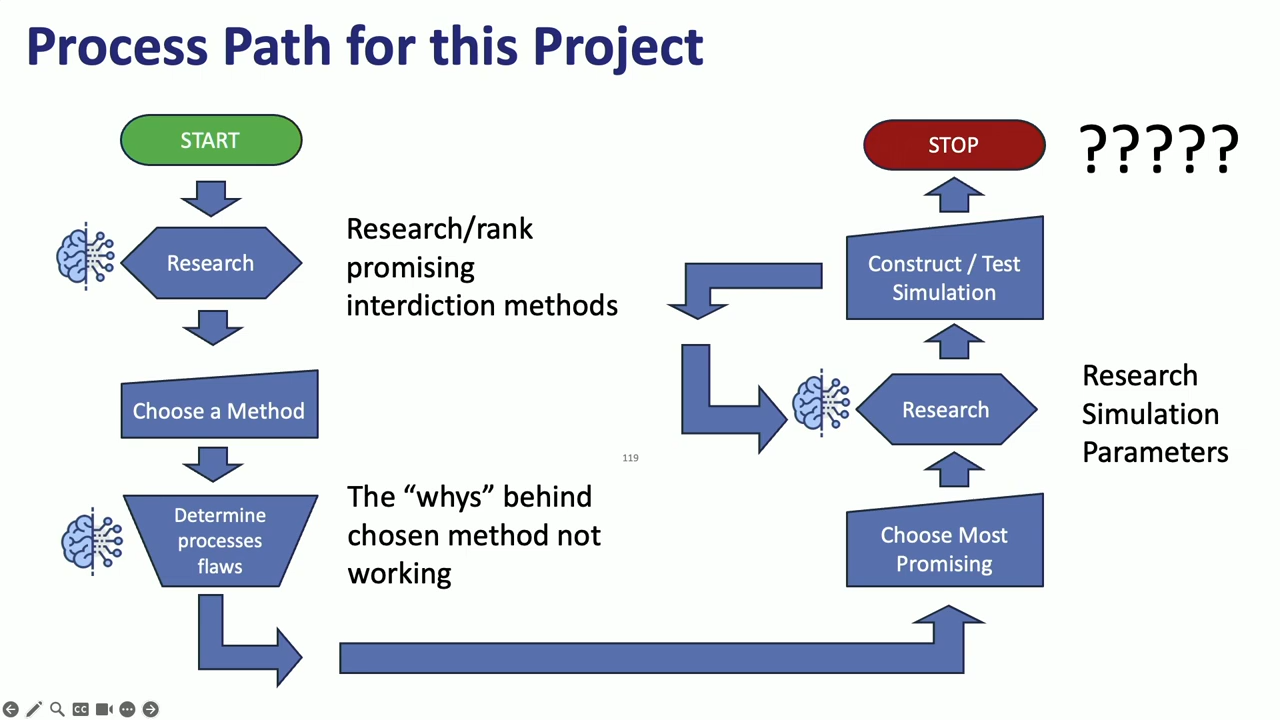 Process Path for this Project
START
Research
Research/rank
promising
interdiction methods
Choose a Method
Determine
processes
flaws
The “whys” behind
chosen method not
working
119
STOP
?????
Construct / Test
Simulation
Research
Research
Simulation
Parameters
Choose Most
Promising
CC